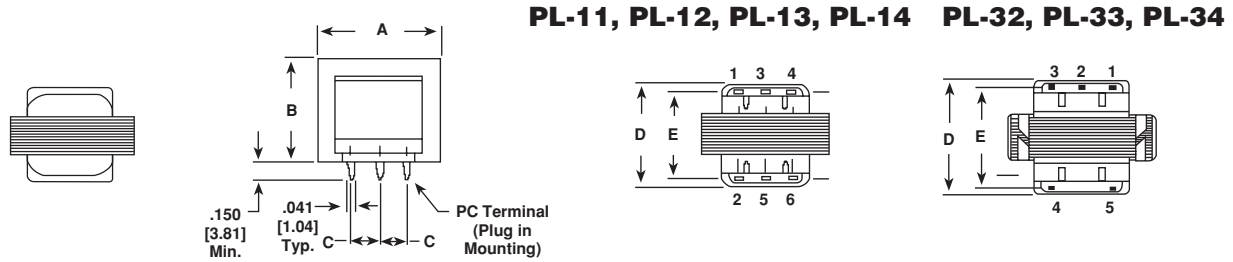 PL-11, PL-12, PL-13, PL-14 PL-32, PL-33, PL-34
A
B
.150
[3.81]
Min.
.041
[1.04]
Typ.
C
C
PC Terminal
(Plug in
Mounting)
1 3 4
D E
2 5 6
3 2 1
D E
4 5